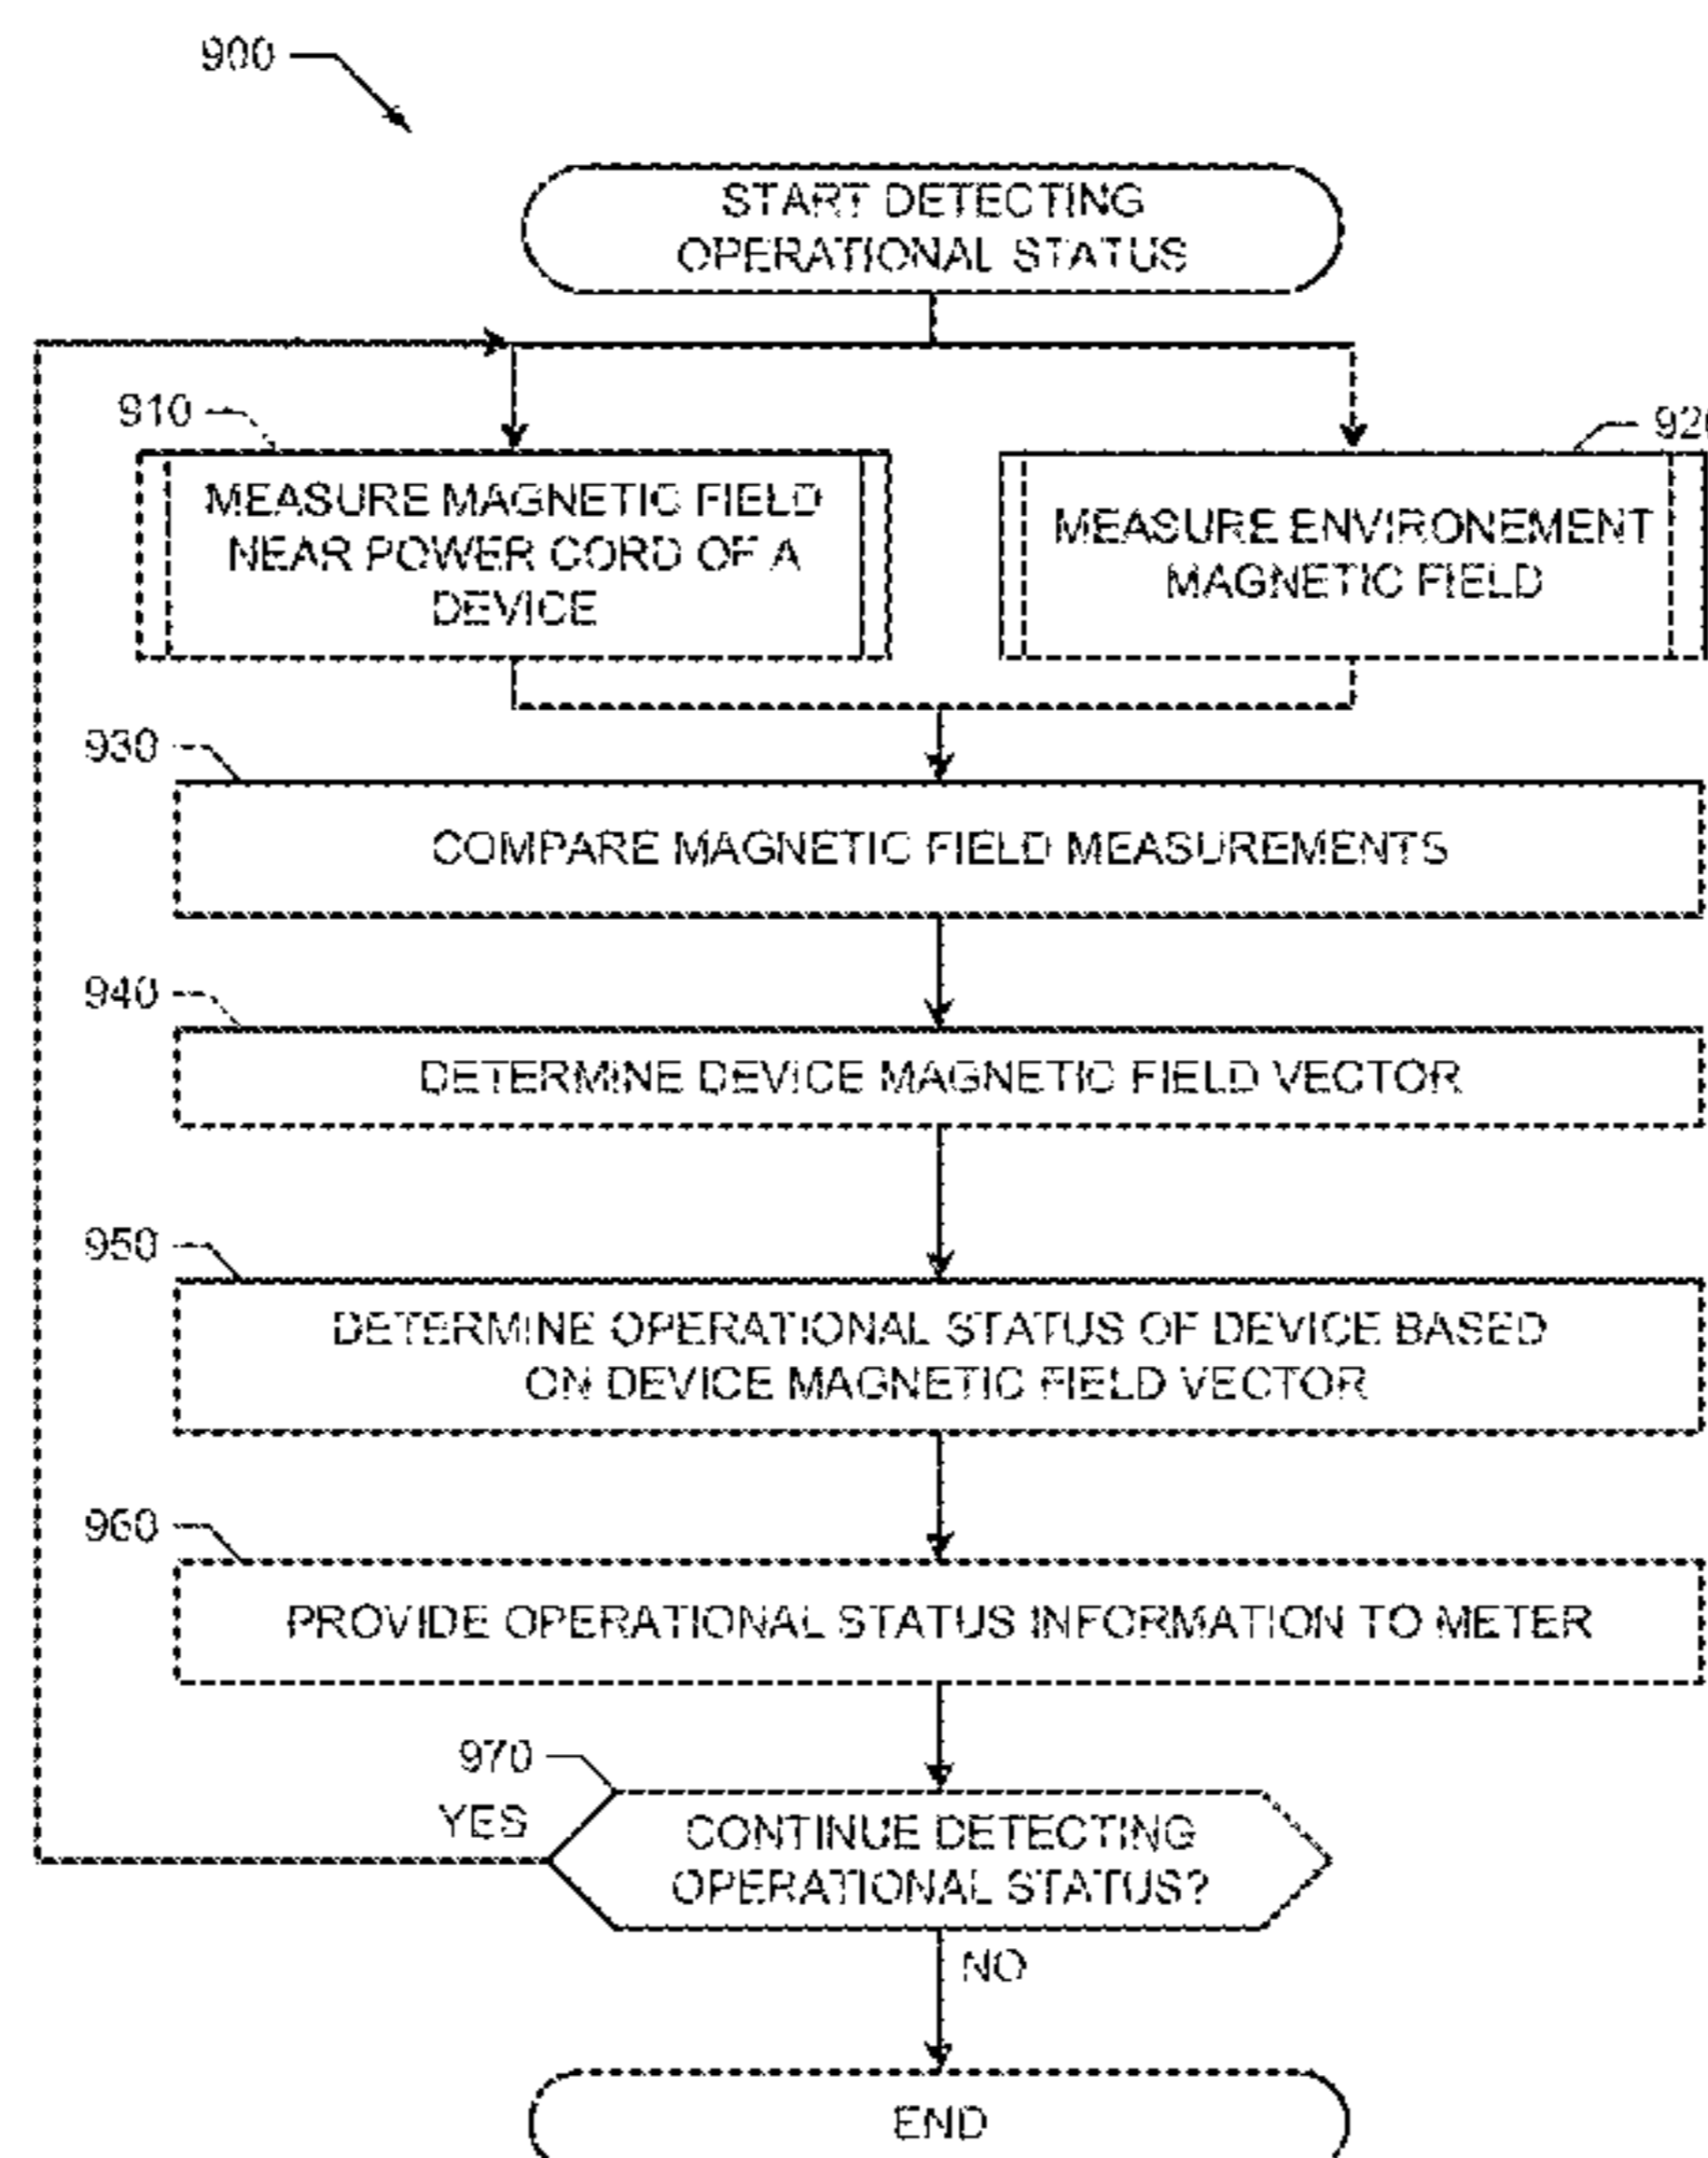 900
START DETECTING
OPERATIONAL STATUS
910
MEASURE MAGNETIC FIELD
NEAR POWER CORD OF A
DEVICE
920
MEASURE ENVIRONEMENT
MAGNETIC FIELD
930
COMPARE MAGNETIC FIELD MEASUREMENTS
940
DETERMINE DEVICE MAGNETIC FIELD VECTOR
950
DETERMINE OPERATIONAL STATUS OF DEVICE BASED
ON DEVICE MAGNETIC FIELD VECTOR
960
PROVIDE OPERATIONAL STATUS INFORMATION TO METER
970
YES
CONTINUE DETECTING
OPERATIONAL STATUS?
NO
END